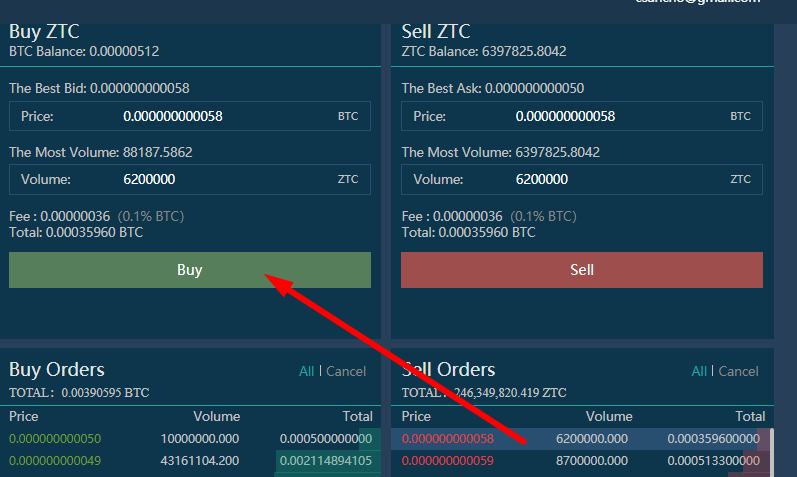 Buy ZTC
BTC Balance: 0.00000512
The Best Bid: 0.000000000058
Price: 0.000000000058 BTC
The Most Volume: 88187.5862
Volume: 6200000 ZTC
Fee : 0.00000036 (0.1% BTC)
Total: 0.00035960 BTC
Buy
Sell ZTC
ZTC Balance: 6397825.8042
The Best Ask: 0.000000000050
Price: 0.000000000058 BTC
The Most Volume: 6397825.8042
Volume: 6200000 ZTC
Fee : 0.00000036 (0.1% BTC)
Total: 0.00035960 BTC
Sell
Buy Orders All | Cancel
TOTAL: 0.00390595 BTC
Price Volume Total
0.000000000050 10000000.000 0.000500000000
0.000000000049 43161104.200 0.002114894105
Sell Orders All | Cancel
TOTAL: 246,349,820.419 ZTC
Price Volume Total
0.000000000058 6200000.000 0.000359600000
0.000000000059 8700000.000 0.000513300000